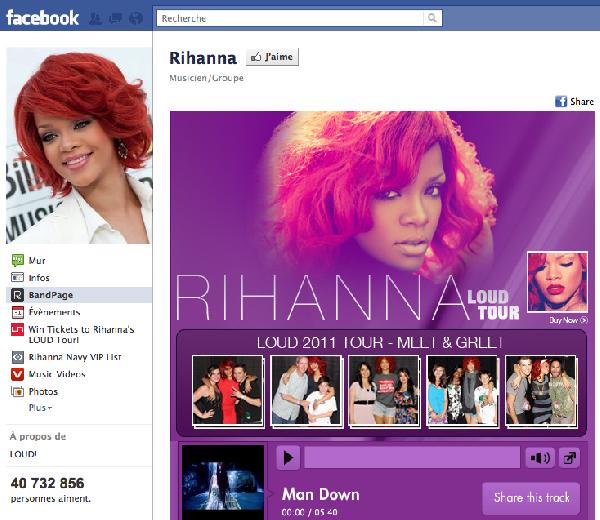 facebook
Recherche
Rihanna
J'aime
Musicien/Groupe
Share
MUSIC
Mur
Infos
BandPage
Évènements
Win Tickets to Rihanna's
LOUD Tour!
Rihanna Navy VIP List
Music Videos
Photos
Plus
À propos de
LOUD!
40 732 856
personnes aiment.
RIHANNA
LOUD
TOUR
Buy Now
LOUD 2011 TOUR - MEET & GREET
Man Down
00:00 / 05:40
Share this track